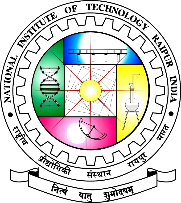 NATIONAL INSTITUTE OF TECHNOLOGY RAIPUR INDIA
राष्ट्रीय प्रौद्योगिकी संस्थान रायपुर भारत
नित्यं यातु शुभोदयम्